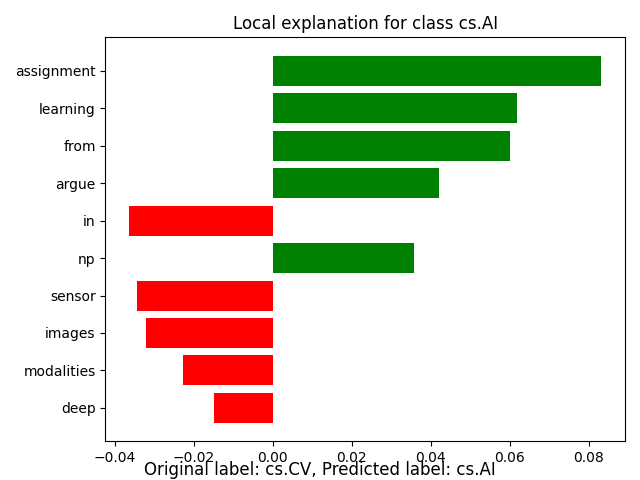 Local explanation for class cs.AI
assignment
learning
from
argue
in
np
sensor
images
modalities
deep
−0.04 −0.02 0.00 0.02 0.04 0.06 0.08
Original label: cs.CV, Predicted label: cs.AI